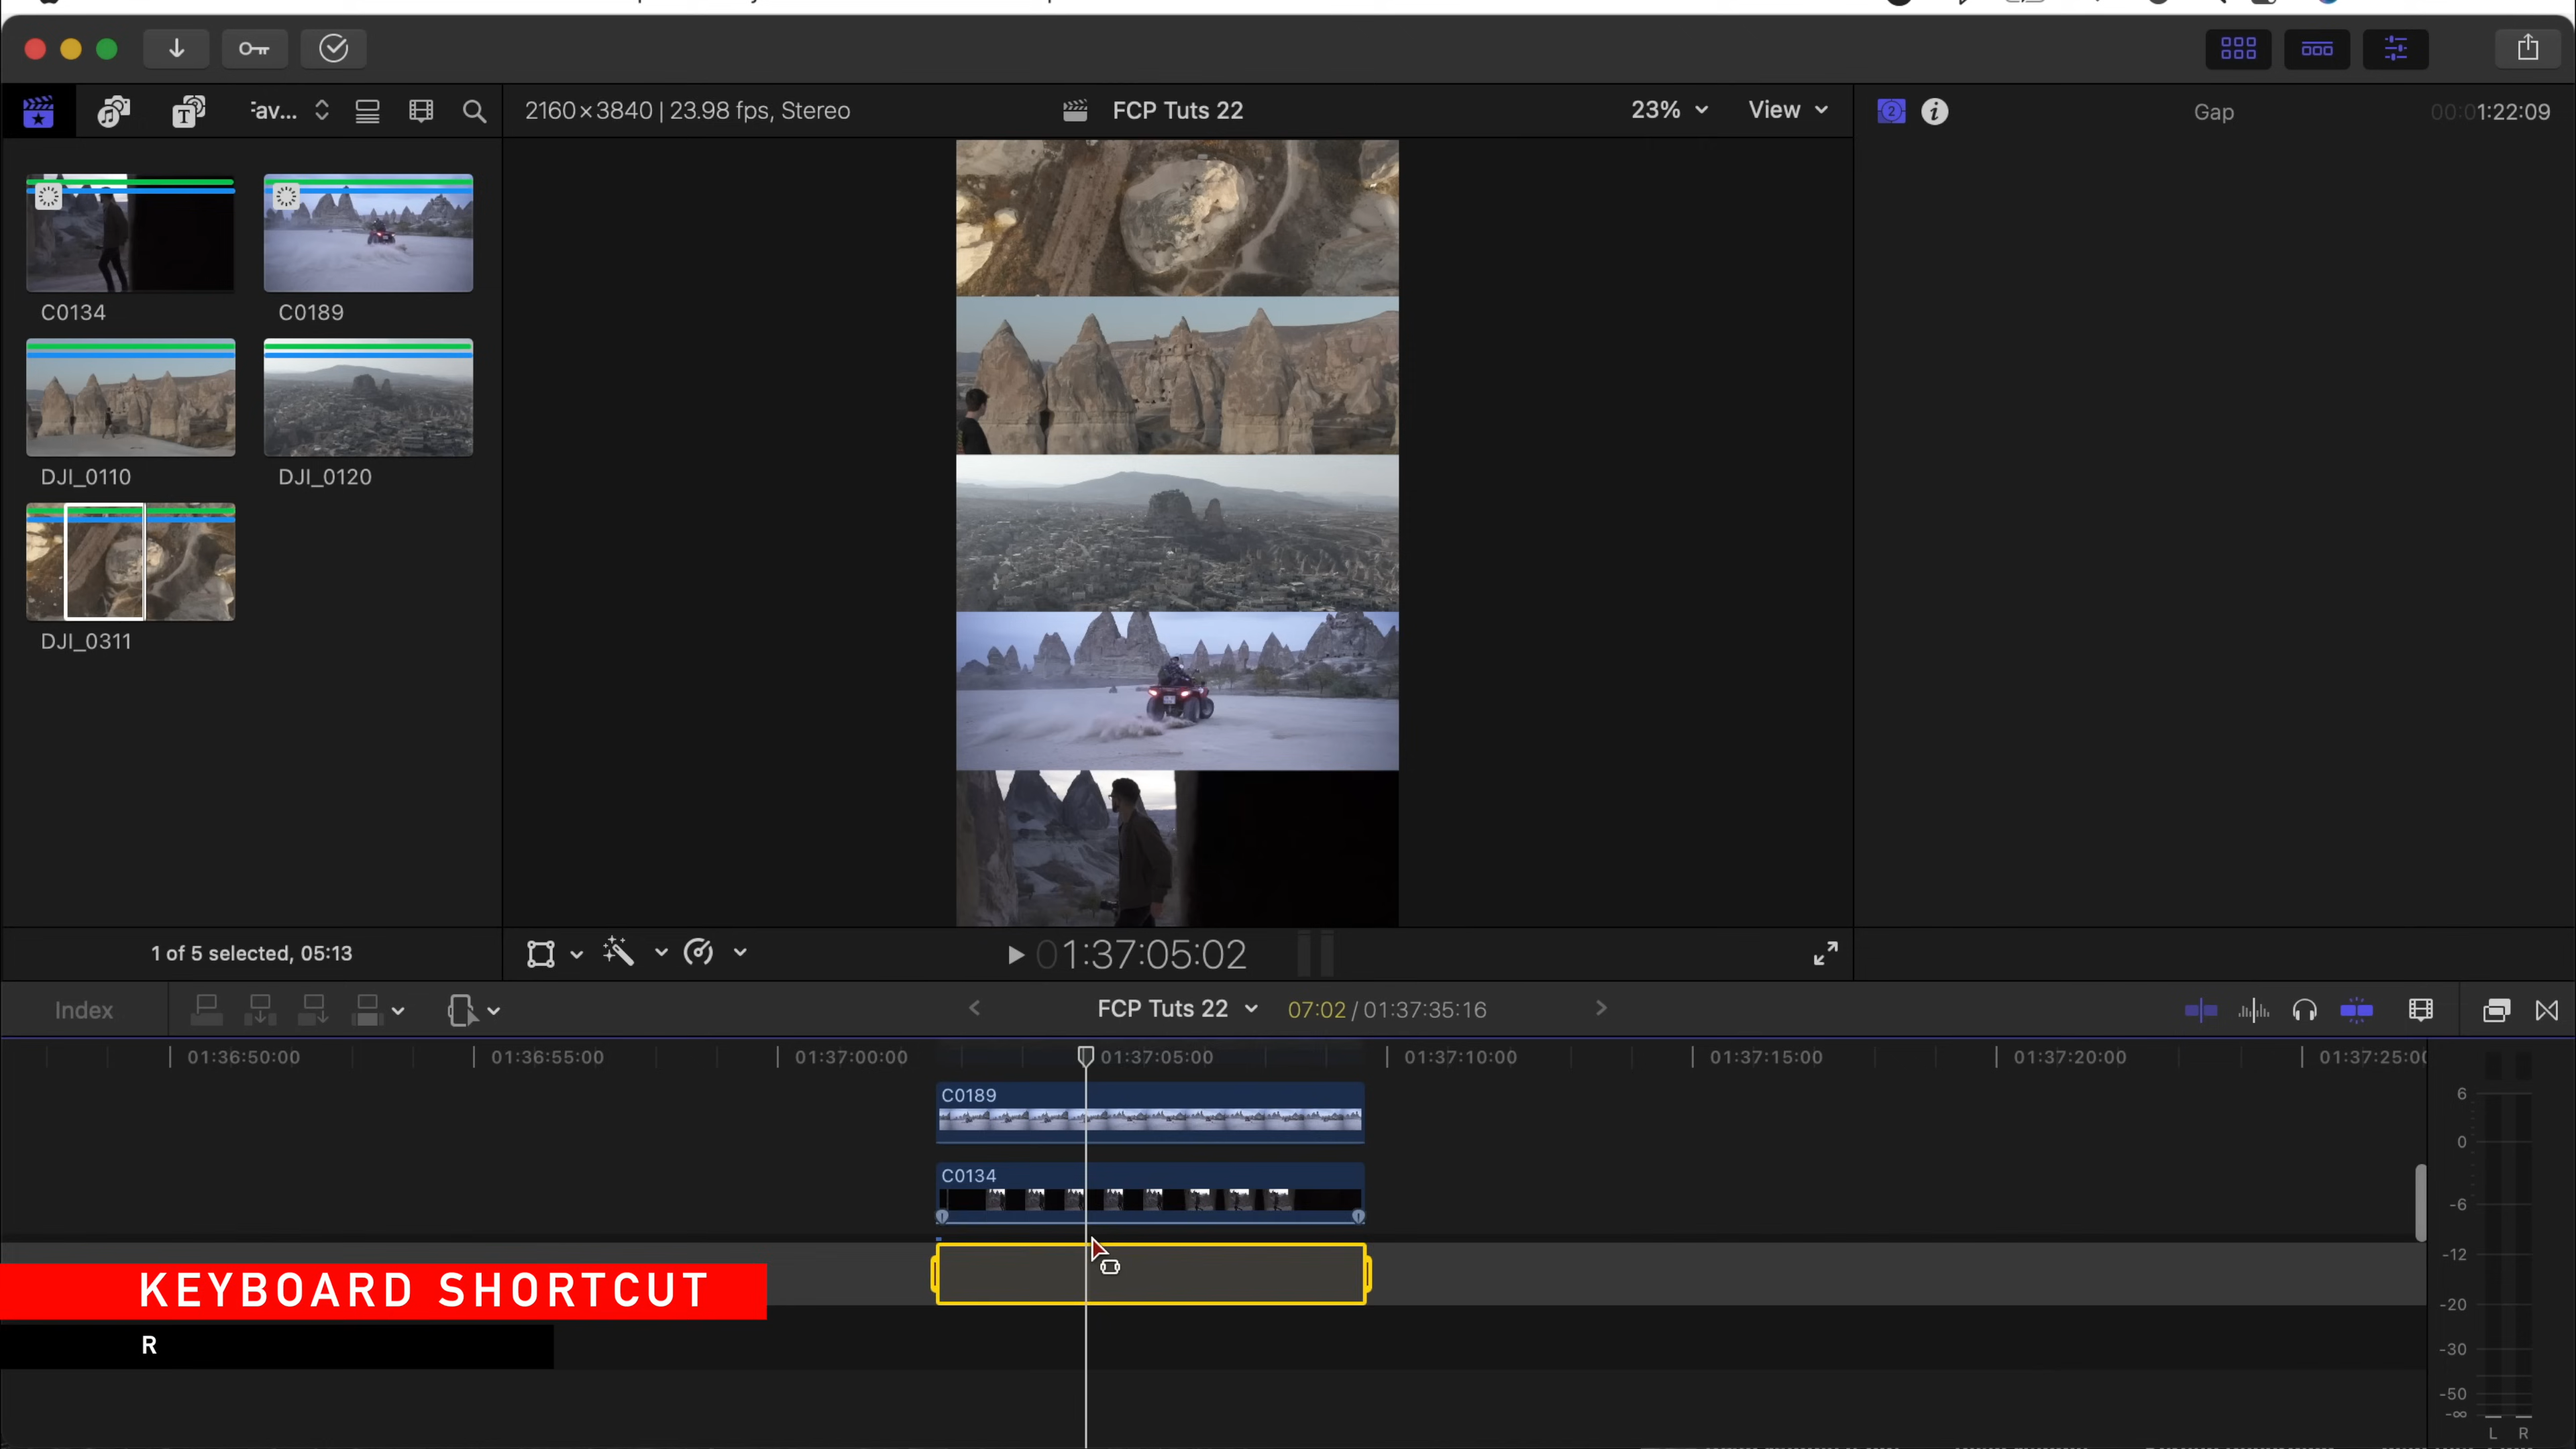 :av...
2160×3840 | 23.98 fps, Stereo
FCP Tuts 22
23%
View
Gap
00:01:22:09
C0134
C0189
DJI_0110
DJI_0120
DJI_0311
1 of 5 selected, 05:13
01:37:05:02
Index
FCP Tuts 22
07:02 / 01:37:35:16
01:36:50:00
01:36:55:00
01:37:00:00
01:37:05:00
01:37:10:00
01:37:15:00
01:37:20:00
01:37:25:00
C0189
C0134
6
0
-6
-12
-20
-30
-50
-∞
L R
KEYBOARD SHORTCUT
R